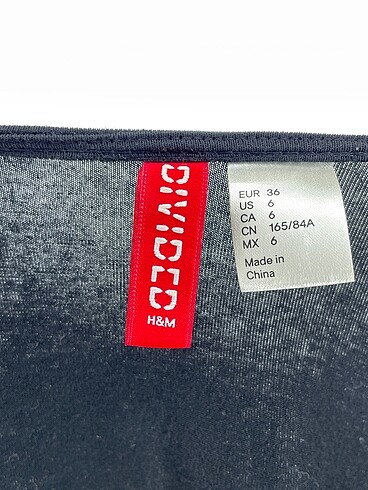 DIVIDED
H&M
EUR 36
US 6
CA 6
CN 165/84A
MX 6
Made in
China